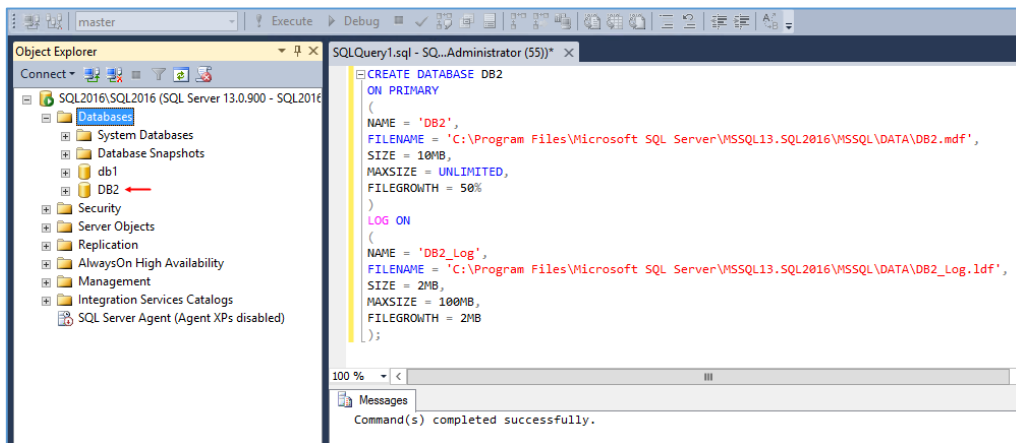 master
Execute
Debug
Object Explorer
SQLQuery1.sql - SQ...Administrator (55))*
Connect
SQL2016\SQL2016 (SQL Server 13.0.900 - SQL2016
Databases
System Databases
Database Snapshots
db1
DB2
Security
Server Objects
Replication
AlwaysOn High Availability
Management
Integration Services Catalogs
SQL Server Agent (Agent XPs disabled)
CREATE DATABASE DB2
ON PRIMARY
(
NAME = 'DB2',
FILENAME = 'C:\Program Files\Microsoft SQL Server\MSSQL13.SQL2016\MSSQL\DATA\DB2.mdf',
SIZE = 10MB,
MAXSIZE = UNLIMITED,
FILEGROWTH = 50%
)
LOG ON
(
NAME = 'DB2_Log',
FILENAME = 'C:\Program Files\Microsoft SQL Server\MSSQL13.SQL2016\MSSQL\DATA\DB2_Log.ldf',
SIZE = 2MB,
MAXSIZE = 100MB,
FILEGROWTH = 2MB
);
100 %
Messages
Command(s) completed successfully.